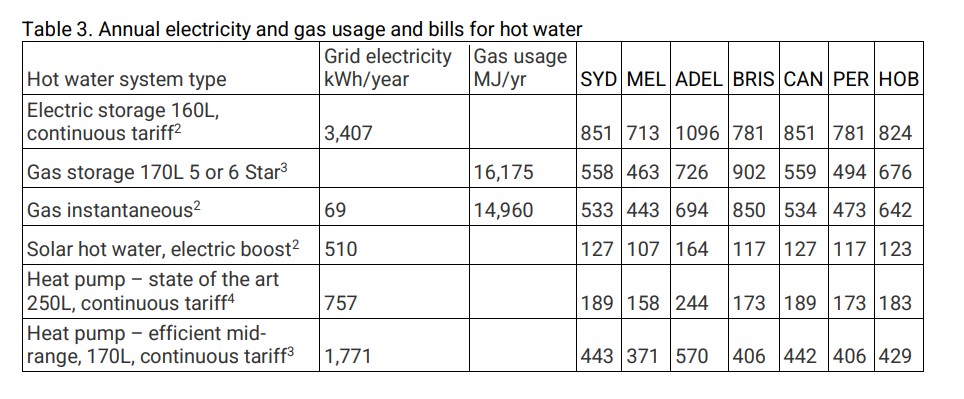 Table 3. Annual electricity and gas usage and bills for hot water
Hot water system type Grid electricity kWh/year Gas usage MJ/yr SYD MEL ADEL BRIS CAN PER HOB
Electric storage 160L,
continuous tariff² 3,407 851 713 1096 781 851 781 824
Gas storage 170L 5 or 6 Star³ 16,175 558 463 726 902 559 494 676
Gas instantaneous² 69 14,960 533 443 694 850 534 473 642
Solar hot water, electric boost² 510 127 107 164 117 127 117 123
Heat pump – state of the art
250L, continuous tariff⁴ 757 189 158 244 173 189 173 183
Heat pump – efficient mid-
range, 170L, continuous tariff³ 1,771 443 371 570 406 442 406 429